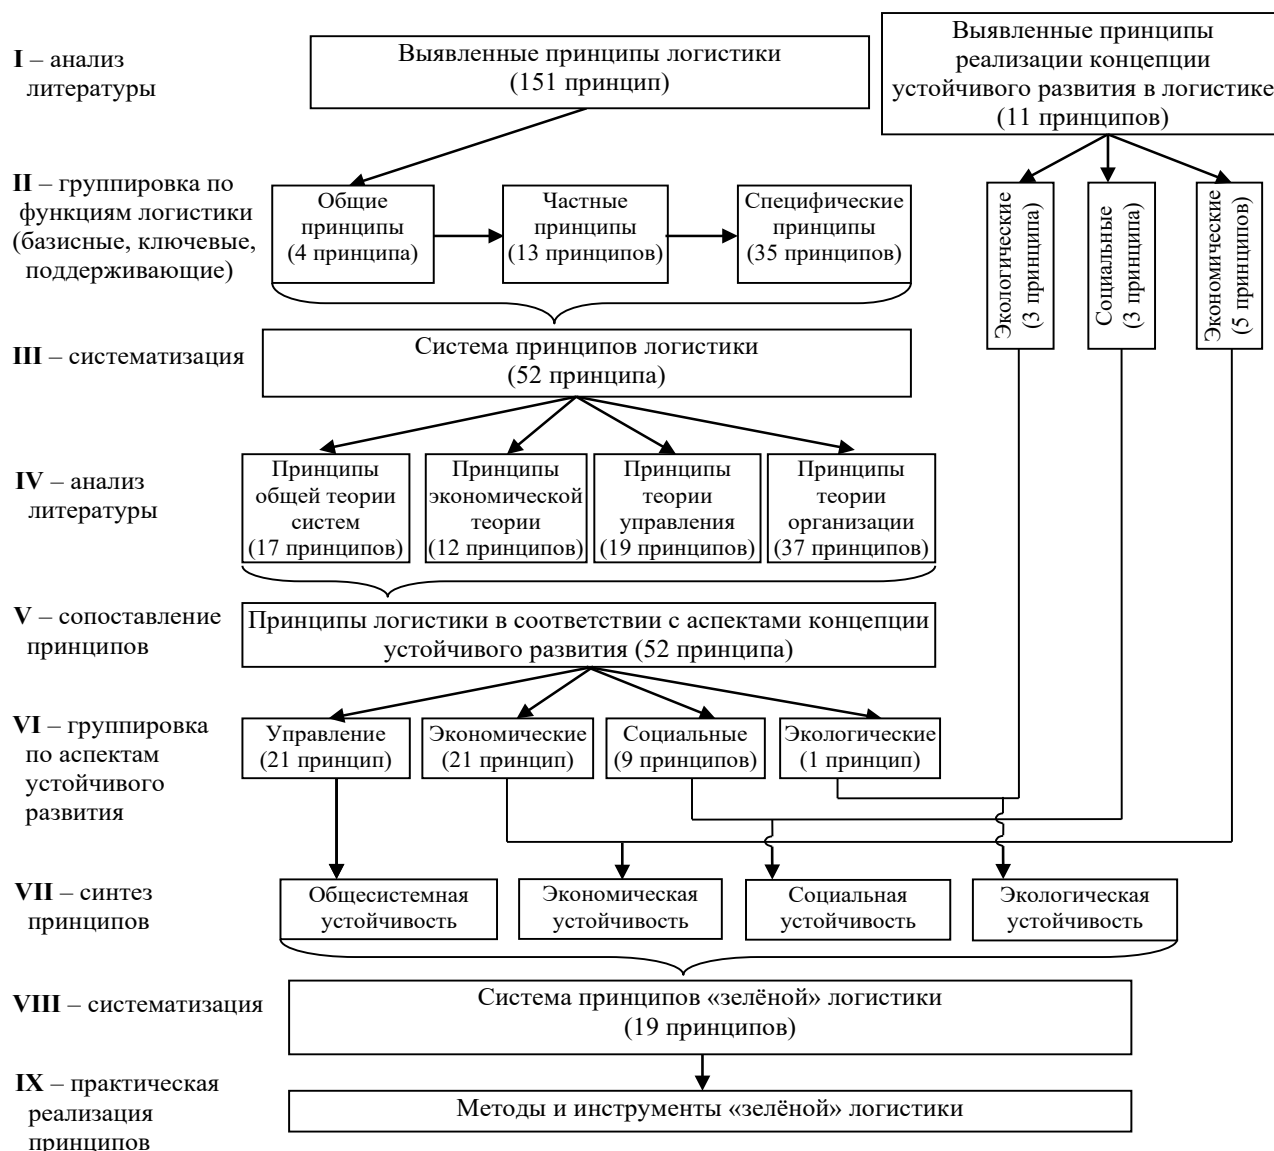 I – анализ
литературы
Выявленные принципы логистики
(151 принцип)
Выявленные принципы
реализации концепции
устойчивого развития в логистике
(11 принципов)
II – группировка по
функциям логистики
(базисные, ключевые,
поддерживающие)
Общие
принципы
(4 принципа)
Частные
принципы
(13 принципов)
Специфические
принципы
(35 принципов)
Экологические
(3 принципа)
Социальные
(3 принципа)
Экономические
(5 принципов)
III – систематизация
Система принципов логистики
(52 принципа)
IV – анализ
литературы
Принципы
общей теории
систем
(17 принципов)
Принципы
экономической
теории
(12 принципов)
Принципы
теории
управления
(19 принципов)
Принципы
теории
организации
(37 принципов)
V – сопоставление
принципов
Принципы логистики в соответствии с аспектами концепции
устойчивого развития (52 принципа)
VI – группировка
по аспектам
устойчивого
развития
Управление
(21 принцип)
Экономические
(21 принцип)
Социальные
(9 принципов)
Экологические
(1 принцип)
VII – синтез
принципов
Общесистемная
устойчивость
Экономическая
устойчивость
Социальная
устойчивость
Экологическая
устойчивость
VIII – систематизация
Система принципов «зелёной» логистики
(19 принципов)
IX – практическая
реализация
принципов
Методы и инструменты «зелёной» логистики